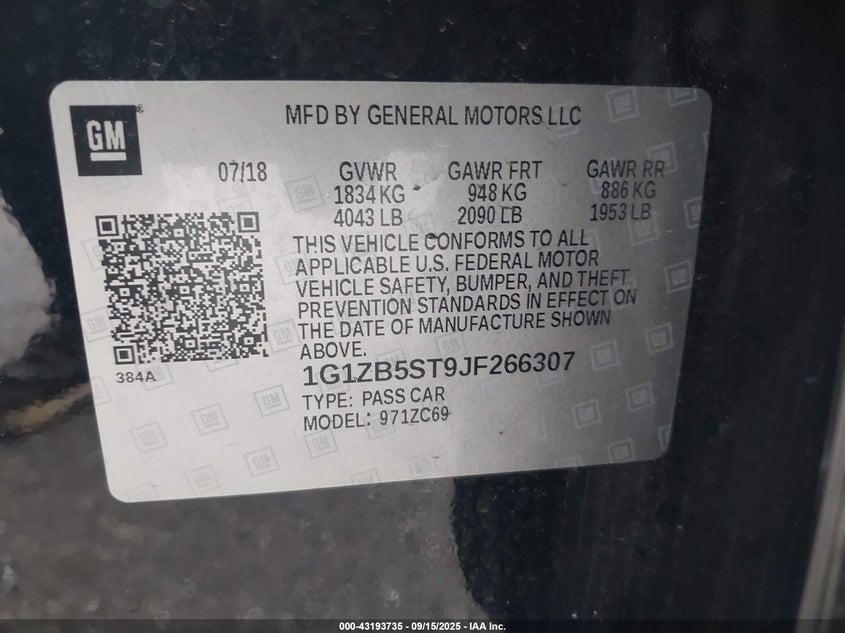 GM
MFD BY GENERAL MOTORS LLC
07/18 GVWR GAWR FRT GAWR RR
1834 KG 948 KG 886 KG
4043 LB 2090 LB 1953 LB
THIS VEHICLE CONFORMS TO ALL
APPLICABLE U.S. FEDERAL MOTOR
VEHICLE SAFETY, BUMPER, AND THEFT
PREVENTION STANDARDS IN EFFECT ON
THE DATE OF MANUFACTURE SHOWN
ABOVE.
384A
1G1ZB5ST9JF266307
TYPE: PASS CAR
MODEL: 971ZC69
000-43193735 - 09/15/2025 - IAA Inc.